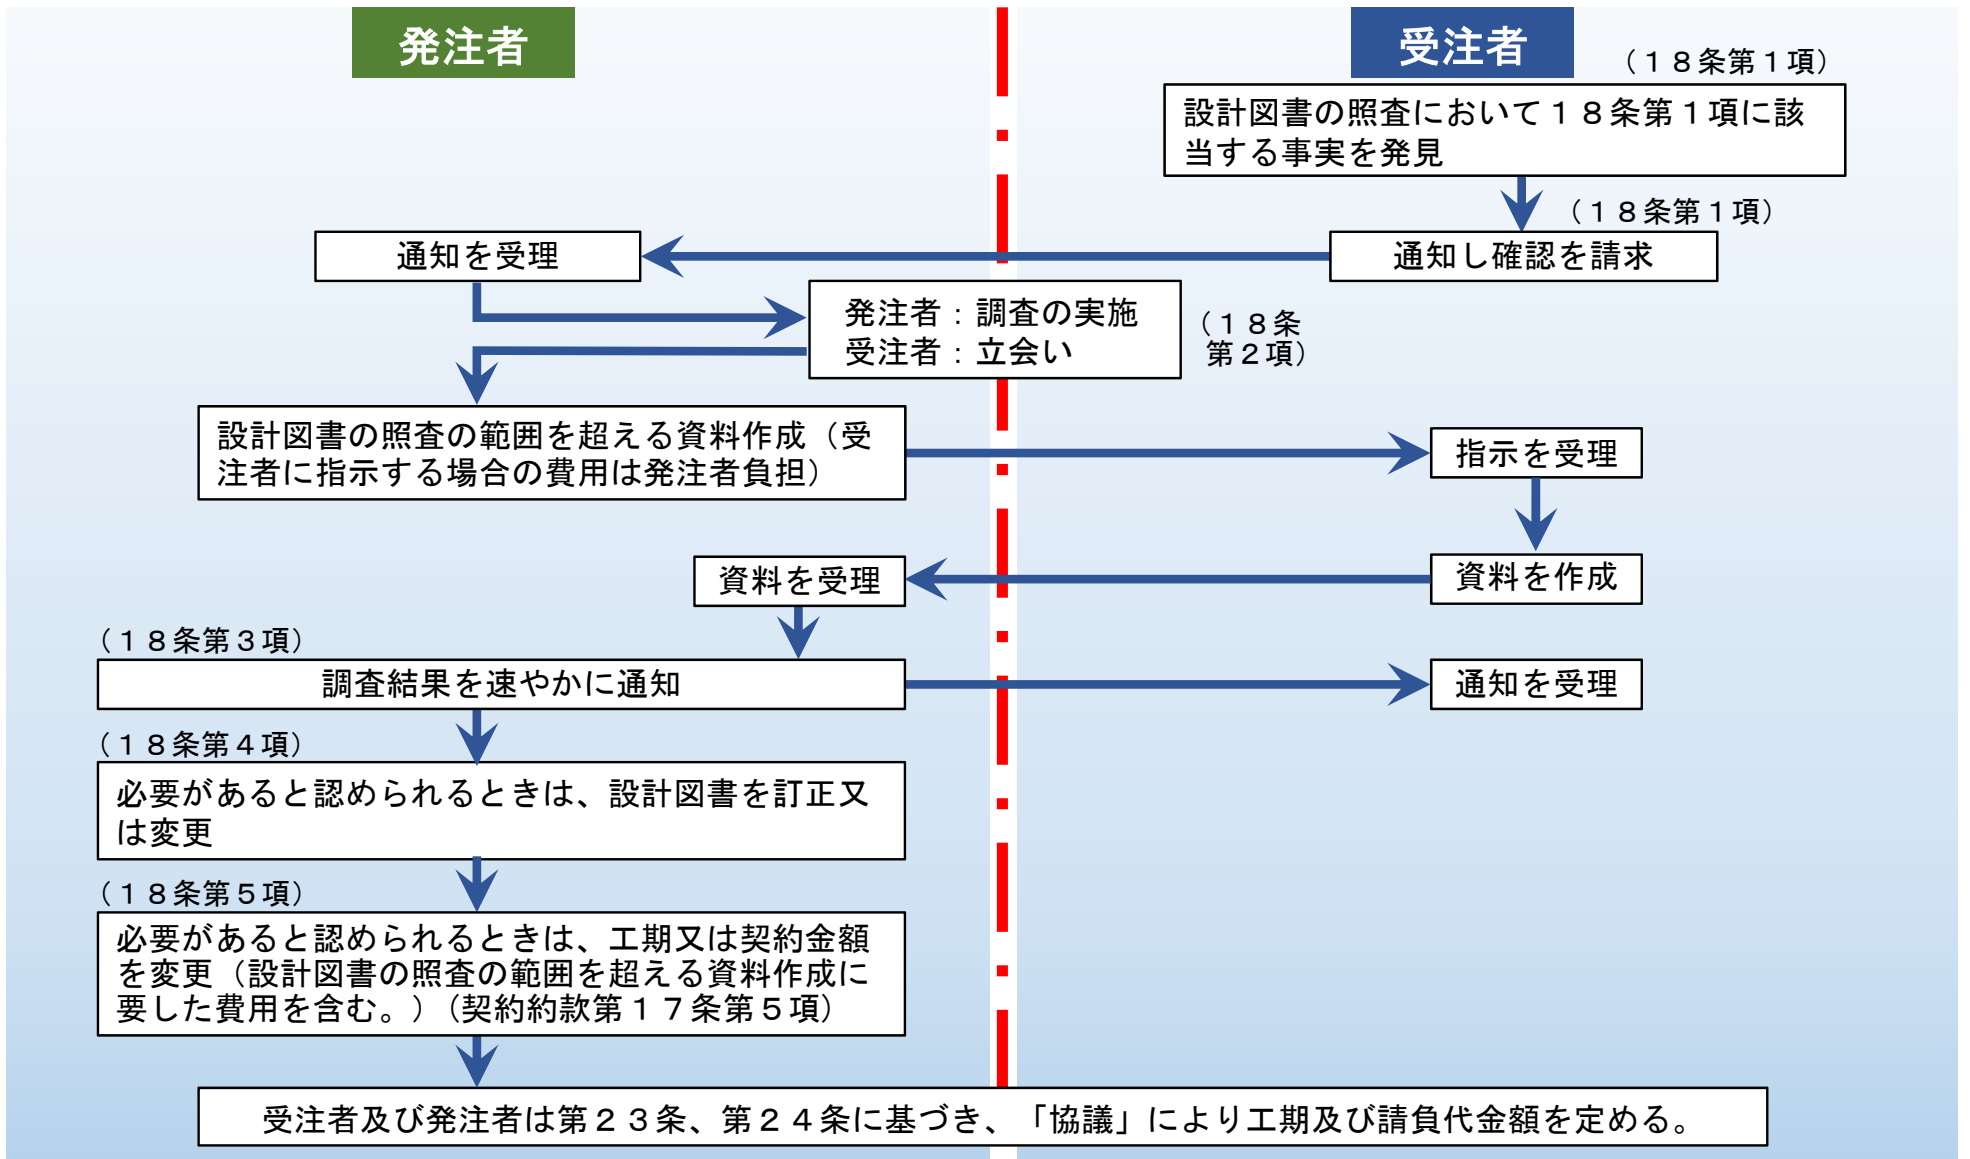 発注者
受注者
（１８条第１項）
設計図書の照査において１８条第１項に該
当する事実を発見
（１８条第１項）
通知を受理
通知し確認を請求
発注者：調査の実施
受注者：立会い
（１８条
第２項）
設計図書の照査の範囲を超える資料作成（受
注者に指示する場合の費用は発注者負担）
指示を受理
資料を受理
資料を作成
（１８条第３項）
調査結果を速やかに通知
通知を受理
（１８条第４項）
必要があると認められるときは、設計図書を訂正又
は変更
（１８条第５項）
必要があると認められるときは、工期又は契約金額
を変更（設計図書の照査の範囲を超える資料作成に
要した費用を含む。）（契約約款第１７条第５項）
受注者及び発注者は第２３条、第２４条に基づき、「協議」により工期及び請負代金額を定める。